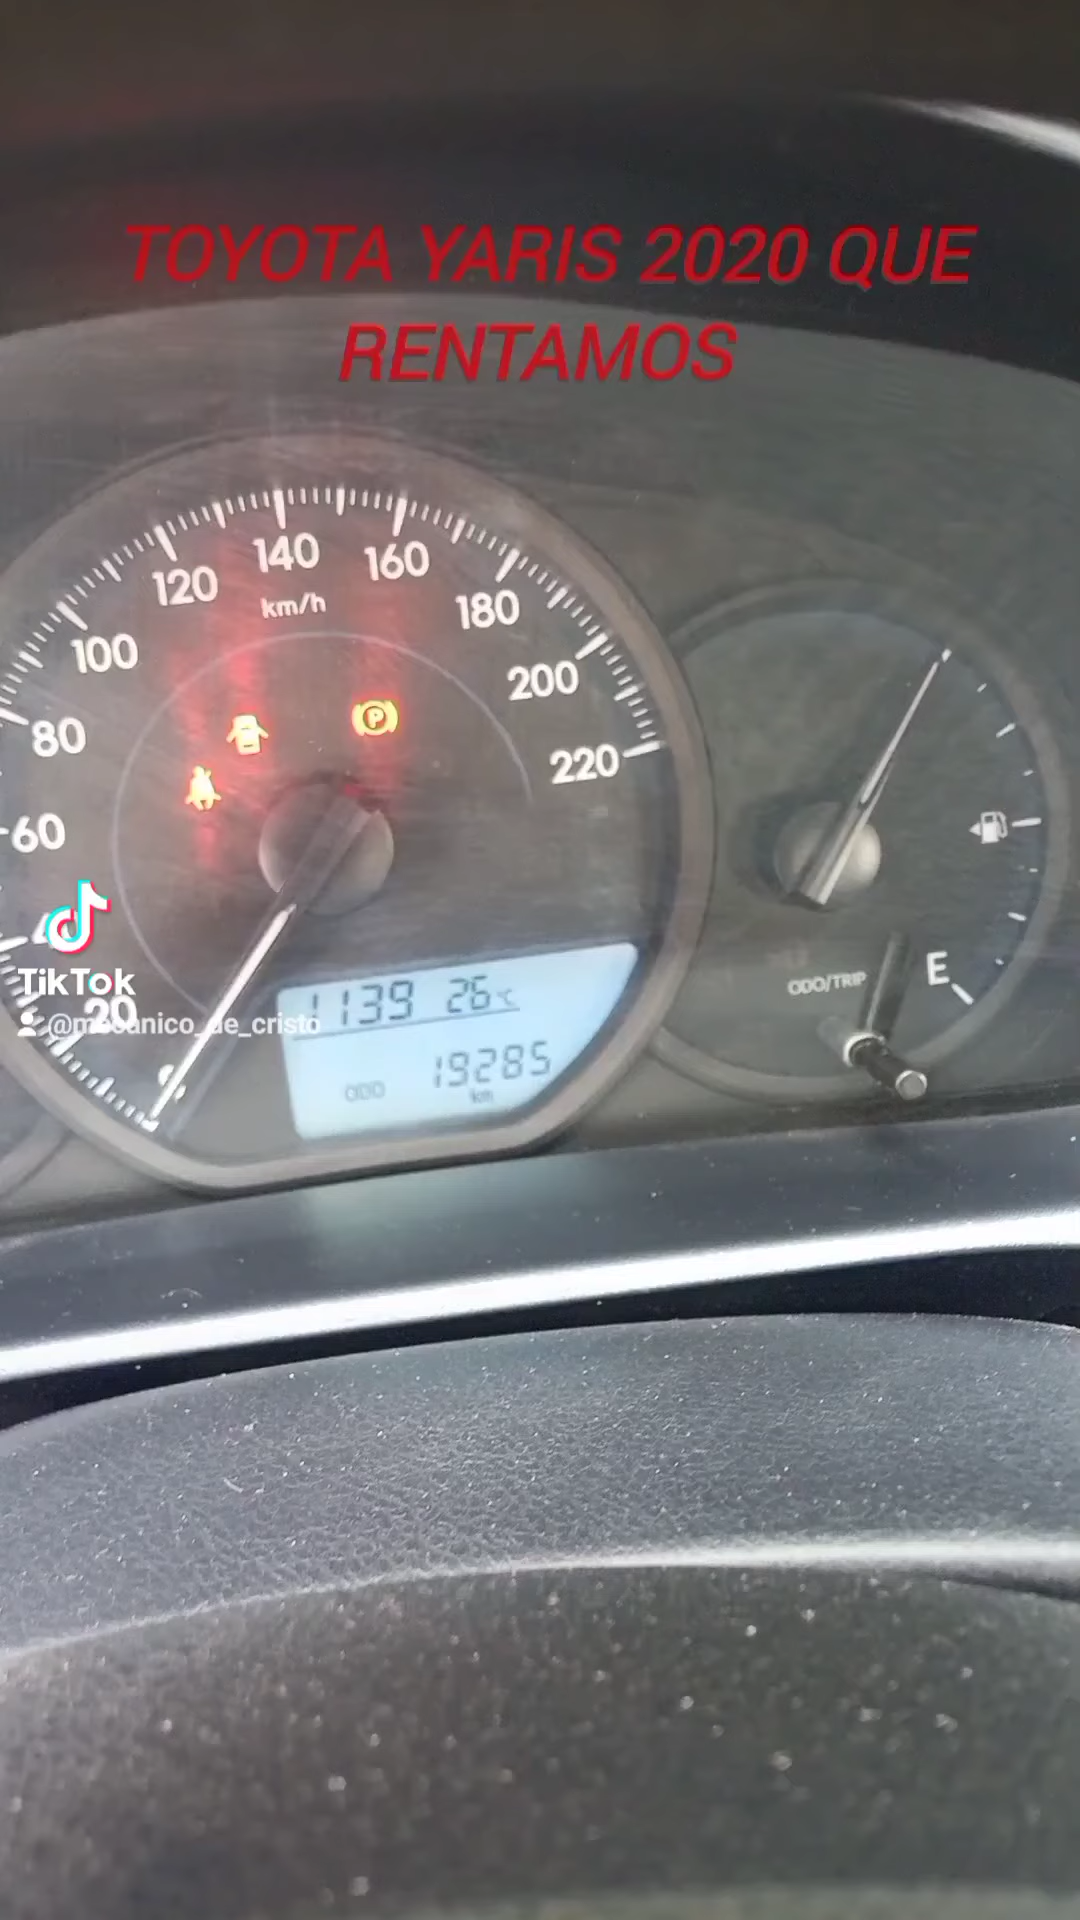 TOYOTA YARIS 2020 QUE
RENTAMOS
140
160
120
km/h
180
100
200
80
220
P
60
TikTok
20
@mecanico_de_cristo
1139 26°C
ODO 19285
km
ODO/TRIP
E